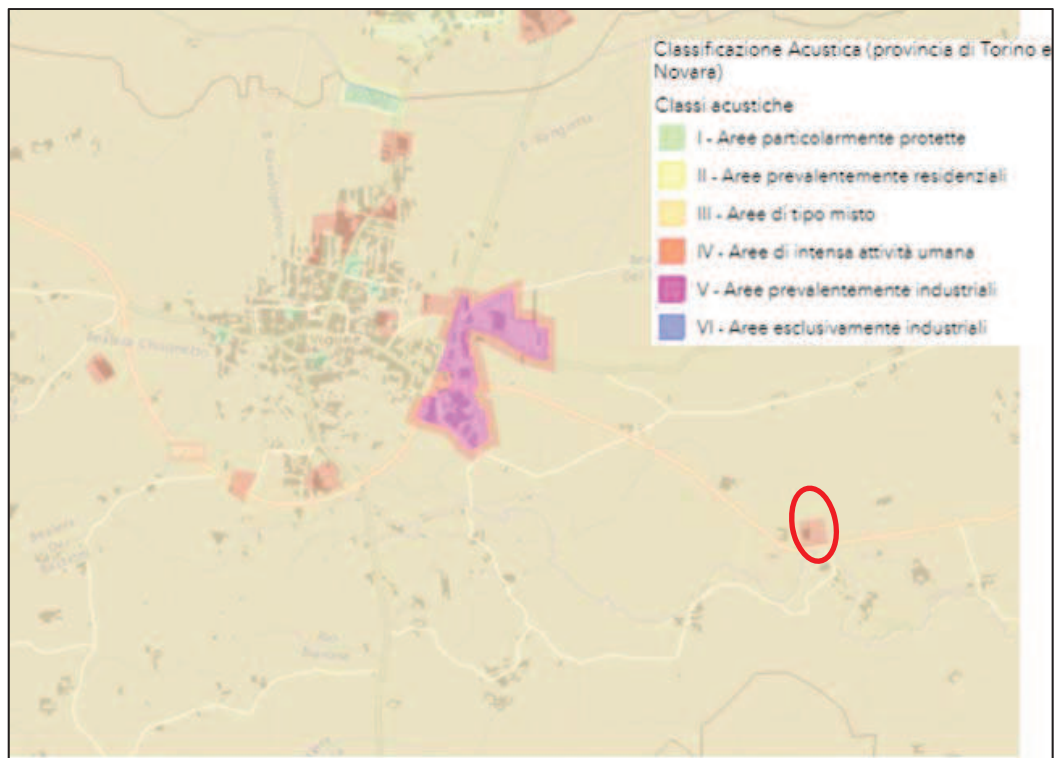 Classificazione Acustica (provincia di Torino e
Novara)
Classi acustiche
I - Aree particolarmente protette
II - Aree prevalentemente residenziali
III - Aree di tipo misto
IV - Aree di intensa attività umana
V - Aree prevalentemente industriali
VI - Aree esclusivamente industriali
Vigone